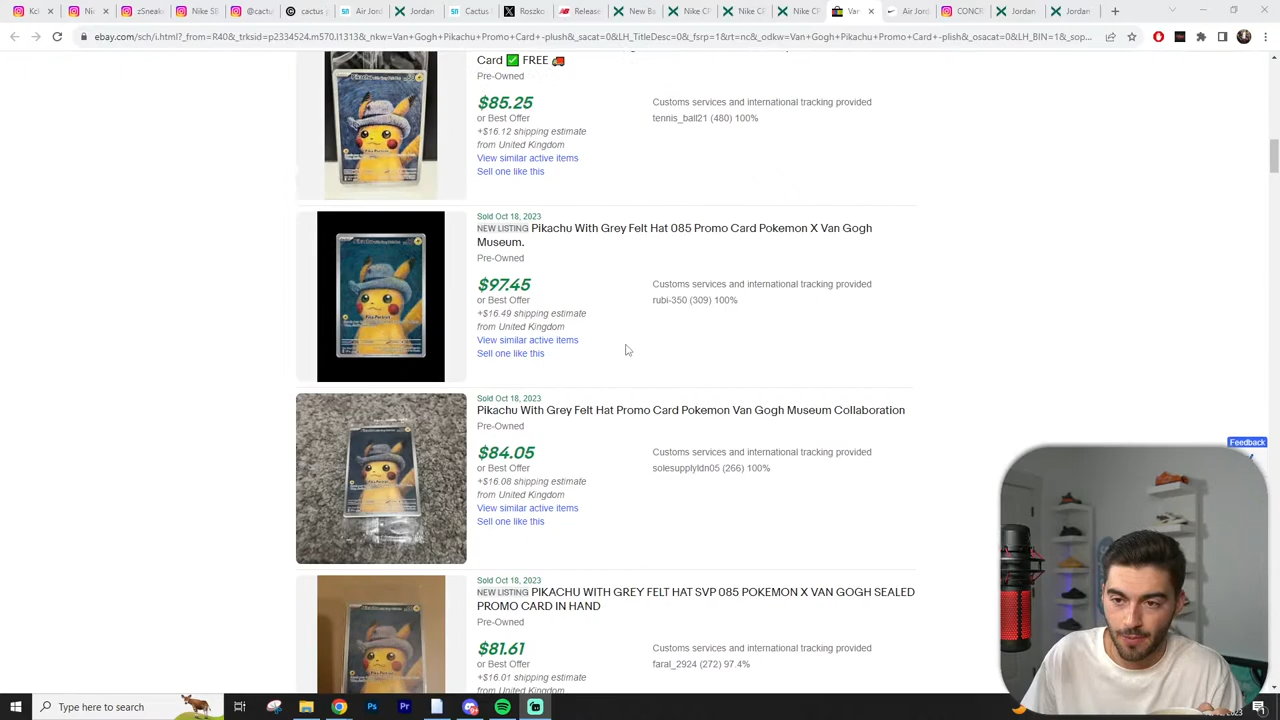 ebay.com/sch/i.html?_from=R40&_trksid=p2334524.m570.l1313&_nkw=Van+Gogh+Pikachu+Promo+Card+-plush&_sacat=0&LH_TitleDesc=0&_fsrp=1&rt=nc&_odkw=Van+Gogh+Pikachu+Promo+Card+-plish&_osacat=0&LH_BIN=1&_sop...
Card ✅ FREE 🚚
Pre-Owned
$85.25
or Best Offer
+$16.12 shipping estimate
from United Kingdom
View similar active items
Sell one like this
Customs services and international tracking provided
tennis_ball21 (480) 100%
Sold Oct 18, 2023
NEW LISTING Pikachu With Grey Felt Hat 085 Promo Card Pokemon X Van Gogh
Museum.
Pre-Owned
$97.45
or Best Offer
+$16.49 shipping estimate
from United Kingdom
View similar active items
Sell one like this
Customs services and international tracking provided
rubi-350 (309) 100%
Sold Oct 18, 2023
Pikachu With Grey Felt Hat Promo Card Pokemon Van Gogh Museum Collaboration
Pre-Owned
$84.05
or Best Offer
+$16.08 shipping estimate
from United Kingdom
View similar active items
Sell one like this
Customs services and international tracking provided
solesupplyldn05 (266) 100%
Feedback
Sold Oct 18, 2023
NEW LISTING PIKACHU WITH GREY FELT HAT SVP 085 POKEMON X VAN GOGH SEALED
PROMO CARD IN HAND
Pre-Owned
$81.61
or Best Offer
+$16.01 shipping estimate
from United Kingdom
Customs services and international tracking provided
faral_2924 (272) 97.4%
Type here to search